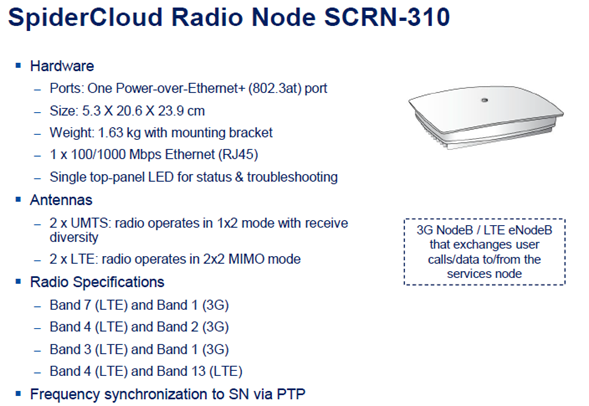 SpiderCloud Radio Node SCRN-310
▪ Hardware
– Ports: One Power-over-Ethernet+ (802.3at) port
– Size: 5.3 X 20.6 X 23.9 cm
– Weight: 1.63 kg with mounting bracket
– 1 x 100/1000 Mbps Ethernet (RJ45)
– Single top-panel LED for status & troubleshooting
▪ Antennas
– 2 x UMTS: radio operates in 1x2 mode with receive
diversity
– 2 x LTE: radio operates in 2x2 MIMO mode
▪ Radio Specifications
– Band 7 (LTE) and Band 1 (3G)
– Band 4 (LTE) and Band 2 (3G)
– Band 3 (LTE) and Band 1 (3G)
– Band 4 (LTE) and Band 13 (LTE)
▪ Frequency synchronization to SN via PTP
3G NodeB / LTE eNodeB
that exchanges user
calls/data to/from the
services node